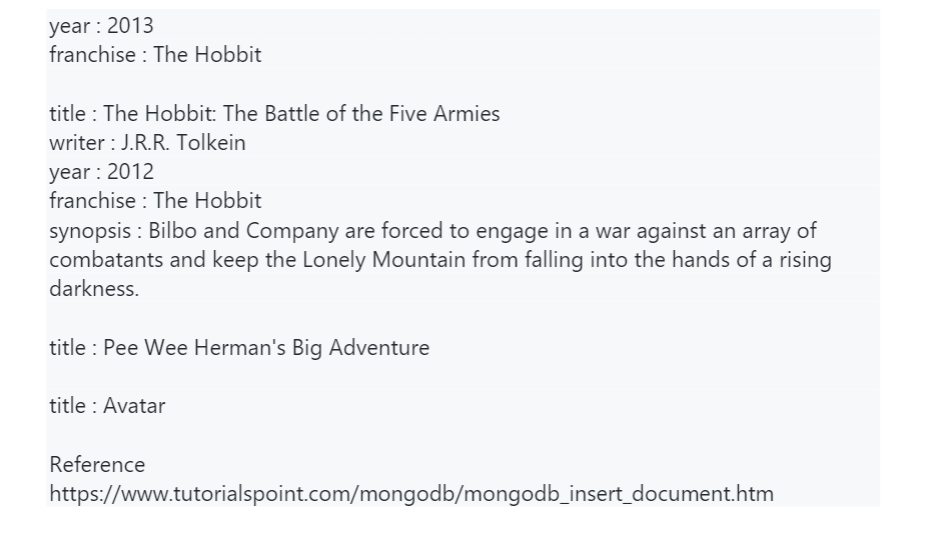 year : 2013
franchise : The Hobbit
title : The Hobbit: The Battle of the Five Armies
writer : J.R.R. Tolkein
year : 2012
franchise : The Hobbit
synopsis : Bilbo and Company are forced to engage in a war against an array of
combatants and keep the Lonely Mountain from falling into the hands of a rising
darkness.
title : Pee Wee Herman's Big Adventure
title : Avatar
Reference
https://www.tutorialspoint.com/mongodb/mongodb_insert_document.htm